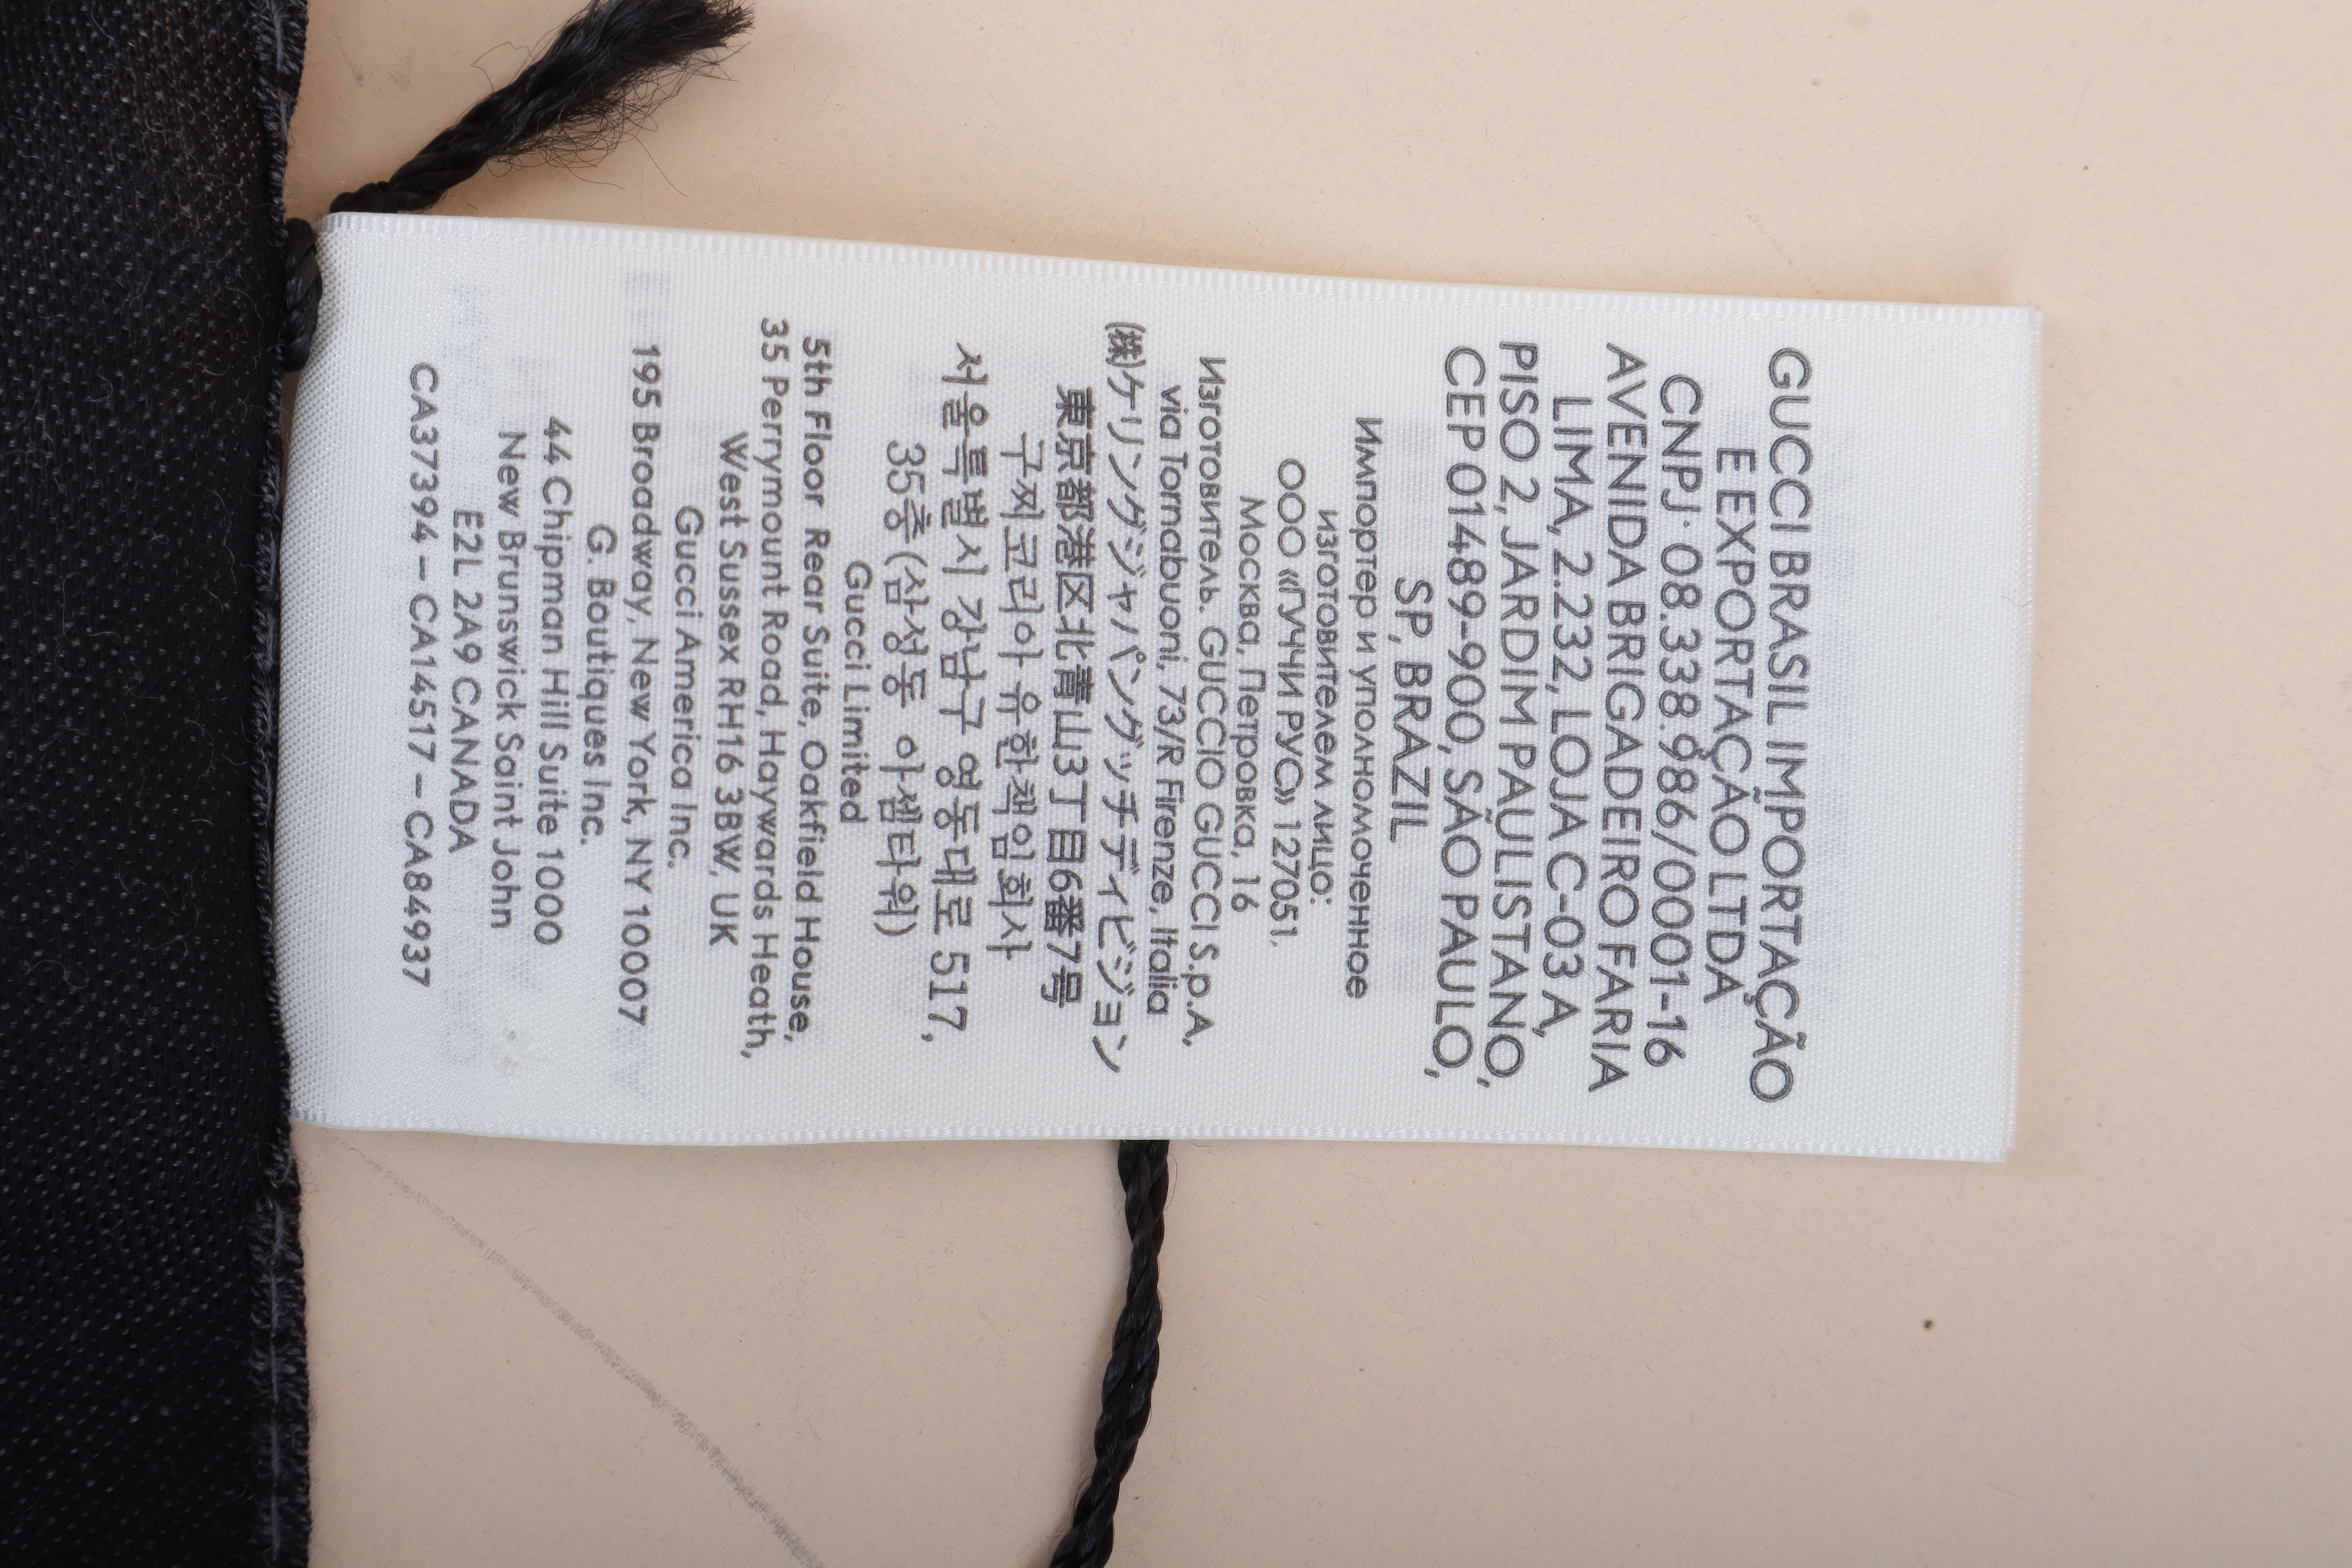 GUCCI BRASIL IMPORTAÇÃO
E EXPORTAÇÃO LTDA
CNPJ: 08.338.986/0001-16
AVENIDA BRIGADEIRO FARIA
LIMA, 2.232, LOJA C-03 A,
PISO 2, JARDIM PAULISTANO,
CEP 01489-900, SÃO PAULO,
SP, BRAZIL
Импортер и уполномоченное
изготовителем лицо:
ООО «ГУЧЧИ РУС» 127051,
Москва, Петровка, 16
Изготовитель. GUCCIO GUCCI S.p.A,
via Tornabuoni, 73/R Firenze, Italia
㈱ケリングジャパングッチディビジョン
東京都港区北青山3丁目6番7号
구찌코리아 유한책임회사
서울특별시 강남구 영동대로 517,
35층 (삼성동 아셈타워)
Gucci Limited
5th Floor Rear Suite, Oakfield House,
35 Perrymount Road, Haywards Heath,
West Sussex RH16 3BW, UK
Gucci America Inc.
195 Broadway, New York, NY 10007
G. Boutiques Inc.
44 Chipman Hill Suite 1000
New Brunswick Saint John
E2L 2A9 CANADA
CA37394 – CA14517 – CA84937